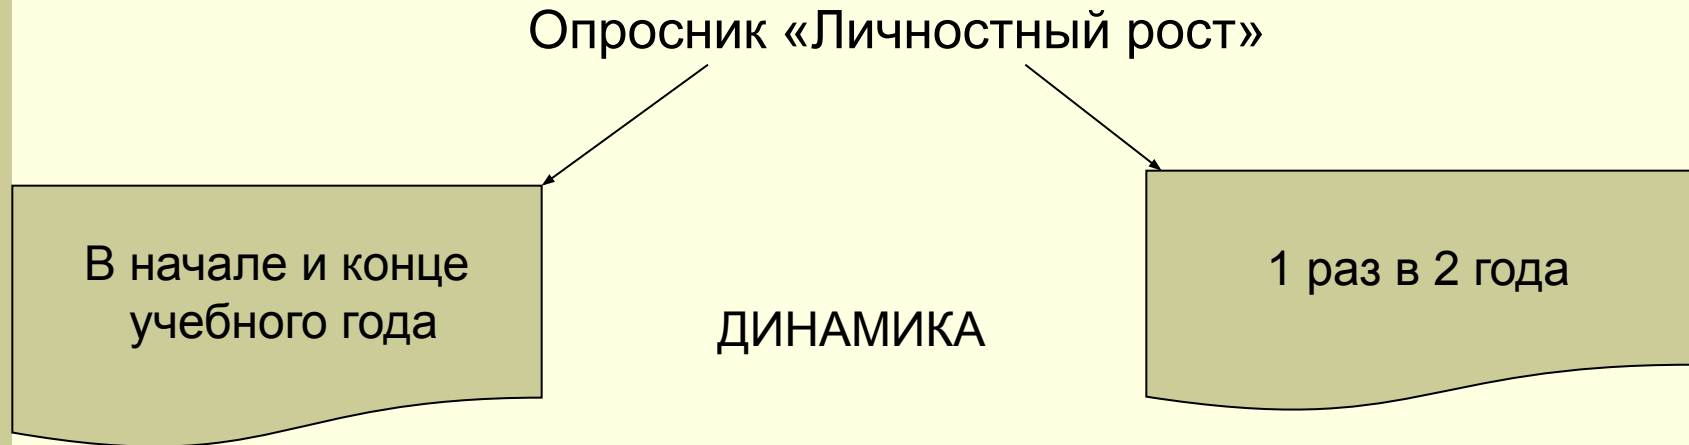 Опросник «Личностный рост»
В начале и конце
учебного года
ДИНАМИКА
1 раз в 2 года